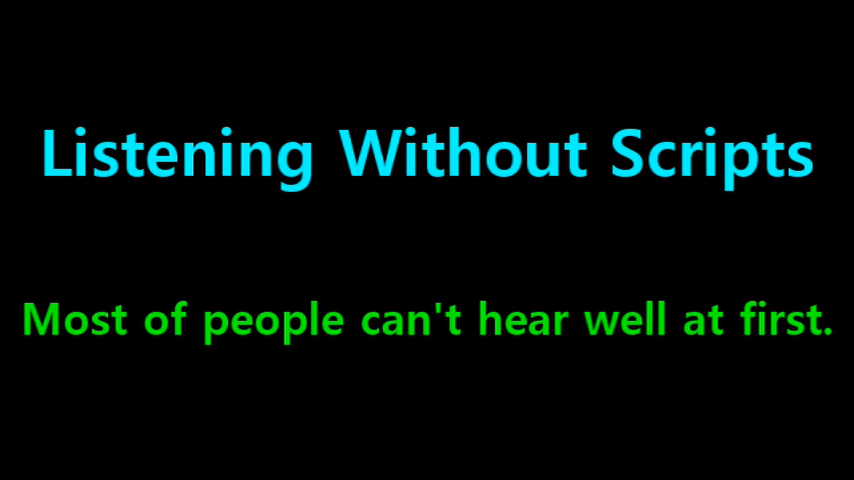 Listening Without Scripts
Most of people can't hear well at first.